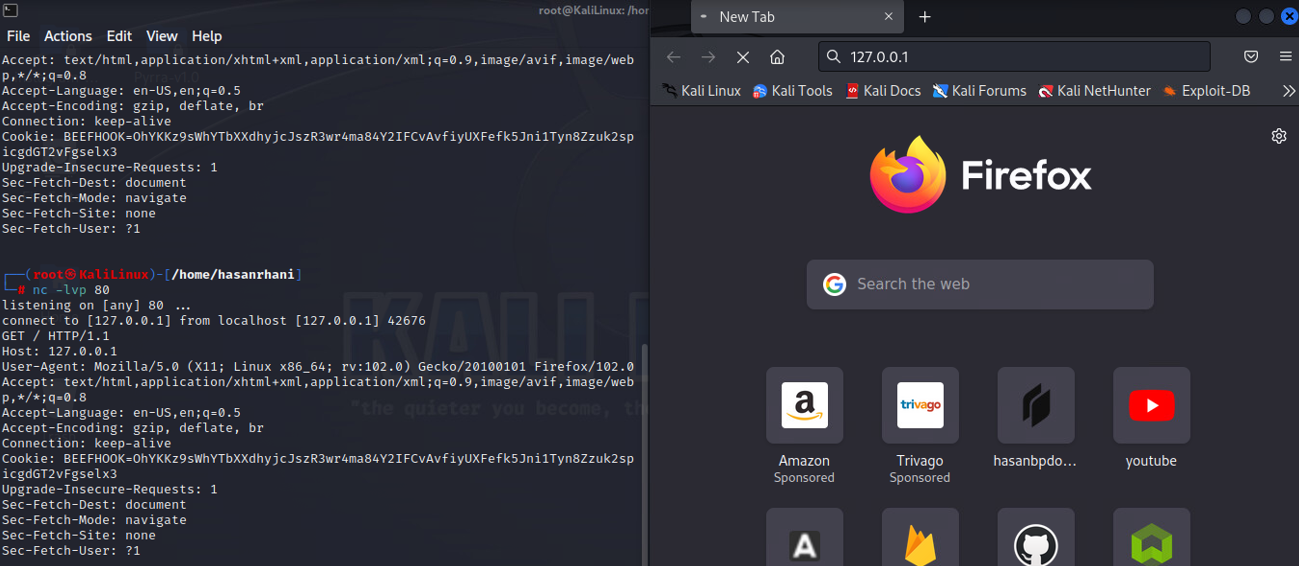 root@KaliLinux: /hom
File Actions Edit View Help
Accept: text/html,application/xhtml+xml,application/xml;q=0.9,image/avif,image/web
p,*/*;q=0.8
Accept-Language: en-US,en;q=0.5
Accept-Encoding: gzip, deflate, br
Connection: keep-alive
Cookie: BEEFHOOK=OhYKKz9sWhYTbXXdhyjcJszR3wr4ma84Y2IFCvAvfiyUXFefk5Jni1Tyn8Zzuk2sp
icgdGT2vFgselx3
Upgrade-Insecure-Requests: 1
Sec-Fetch-Dest: document
Sec-Fetch-Mode: navigate
Sec-Fetch-Site: none
Sec-Fetch-User: ?1
┌──(root㉿KaliLinux)-[/home/hasanrhani]
└─# nc -lvp 80
listening on [any] 80 ...
connect to [127.0.0.1] from localhost [127.0.0.1] 42676
GET / HTTP/1.1
Host: 127.0.0.1
User-Agent: Mozilla/5.0 (X11; Linux x86_64; rv:102.0) Gecko/20100101 Firefox/102.0
Accept: text/html,application/xhtml+xml,application/xml;q=0.9,image/avif,image/web
p,*/*;q=0.8
Accept-Language: en-US,en;q=0.5
Accept-Encoding: gzip, deflate, br
Connection: keep-alive
Cookie: BEEFHOOK=OhYKKz9sWhYTbXXdhyjcJszR3wr4ma84Y2IFCvAvfiyUXFefk5Jni1Tyn8Zzuk2sp
icgdGT2vFgselx3
Upgrade-Insecure-Requests: 1
Sec-Fetch-Dest: document
Sec-Fetch-Mode: navigate
Sec-Fetch-Site: none
Sec-Fetch-User: ?1
KALI
"the quieter you become, th
New Tab
127.0.0.1
Kali Linux Kali Tools Kali Docs Kali Forums Kali NetHunter Exploit-DB
Firefox
Search the web
trivago
Amazon
Sponsored
Trivago
Sponsored
hasanbpdo...
youtube